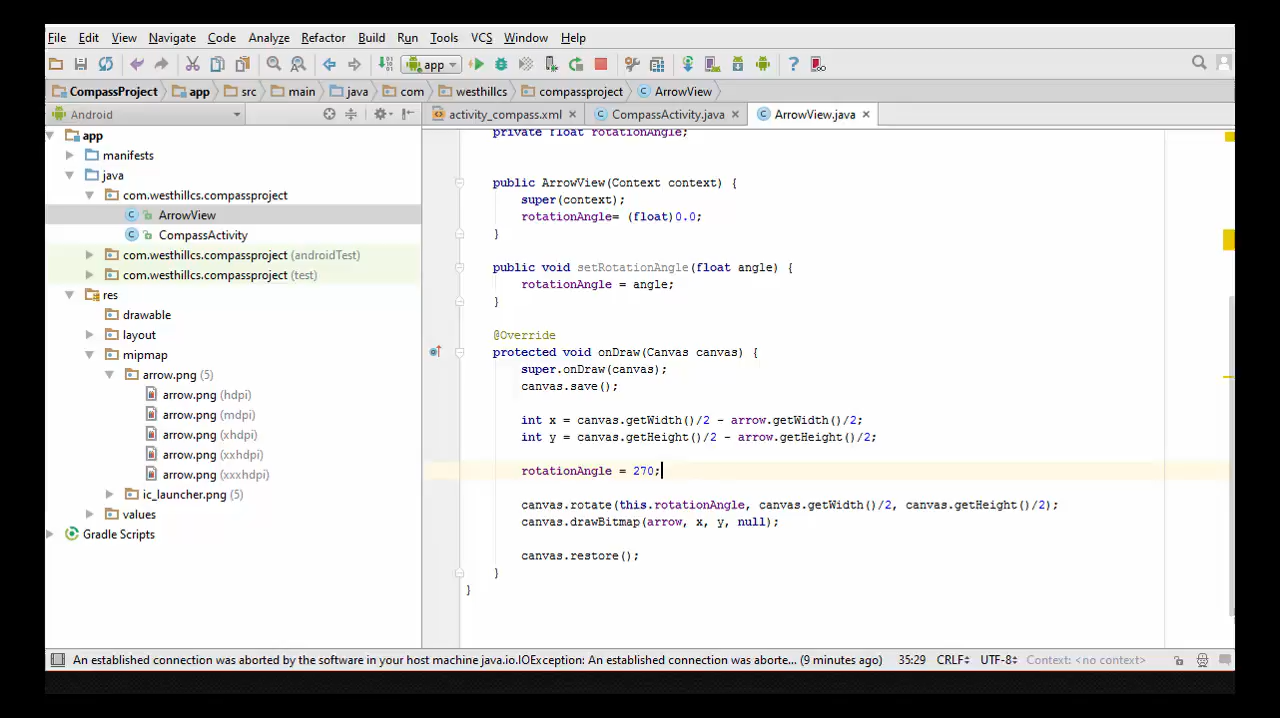 File Edit View Navigate Code Analyze Refactor Build Run Tools VCS Window Help
app
CompassProject app src main java com westhillcs compassproject ArrowView
Android
activity_compass.xml CompassActivity.java ArrowView.java
app
manifests
java
com.westhillcs.compassproject
ArrowView
CompassActivity
com.westhillcs.compassproject (androidTest)
com.westhillcs.compassproject (test)
res
drawable
layout
mipmap
arrow.png (5)
arrow.png (hdpi)
arrow.png (mdpi)
arrow.png (xhdpi)
arrow.png (xxhdpi)
arrow.png (xxxhdpi)
ic_launcher.png (5)
values
Gradle Scripts
private float rotationAngle;
public ArrowView(Context context) {
super(context);
rotationAngle= (float)0.0;
}
public void setRotationAngle(float angle) {
rotationAngle = angle;
}
@Override
protected void onDraw(Canvas canvas) {
super.onDraw(canvas);
canvas.save();
int x = canvas.getWidth()/2 - arrow.getWidth()/2;
int y = canvas.getHeight()/2 - arrow.getHeight()/2;
rotationAngle = 270;
canvas.rotate(this.rotationAngle, canvas.getWidth()/2, canvas.getHeight()/2);
canvas.drawBitmap(arrow, x, y, null);
canvas.restore();
}
}
An established connection was aborted by the software in your host machine java.io.IOException: An established connection was aborte... (9 minutes ago) 35:29 CRLF UTF-8 Context: <no context>